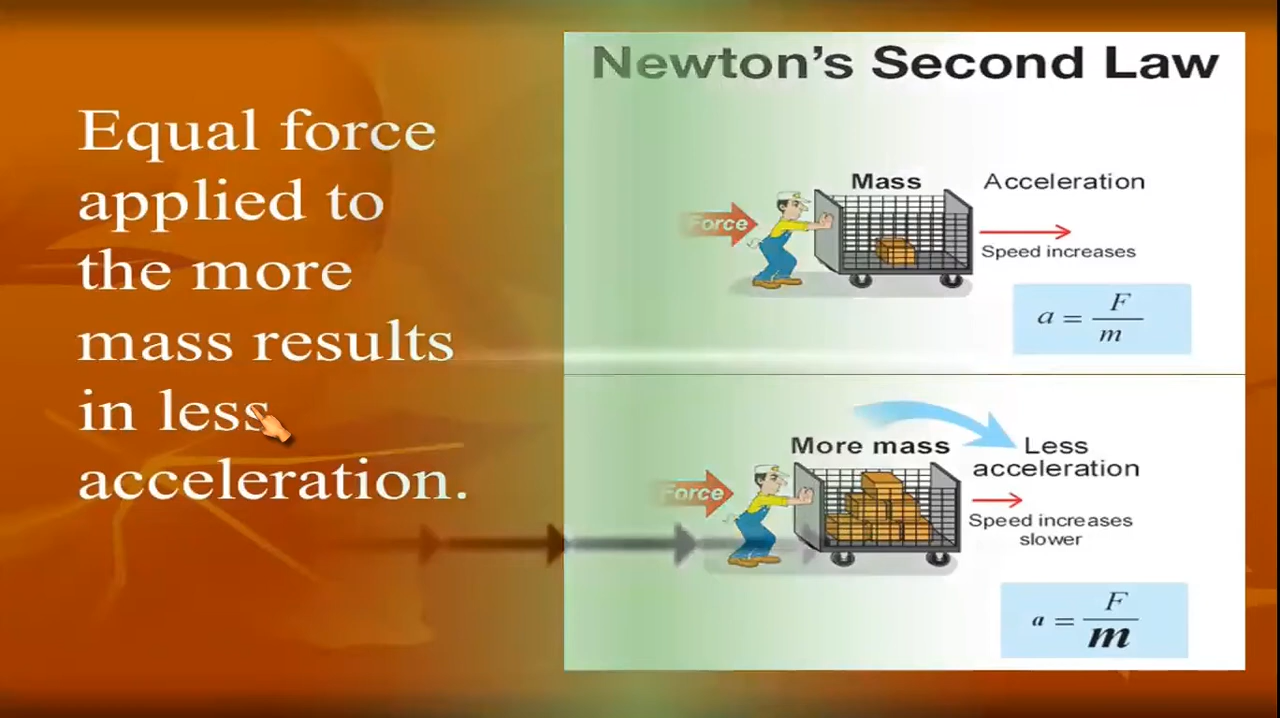 Equal force
applied to
the more
mass results
in less
acceleration.
Newton's Second Law
Mass
Acceleration
Force
Speed increases
a = F/m
More mass
Less
acceleration
Force
Speed increases
slower
a = F/m